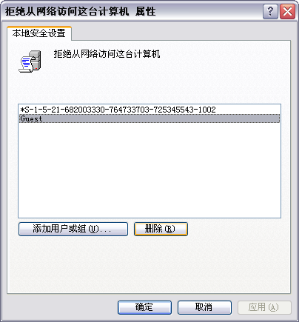 拒绝从网络访问这台计算机 属性
本地安全设置
拒绝从网络访问这台计算机
*S-1-5-21-682003330-764733703-725345543-1002
Guest
添加用户或组(U)...
删除(R)
确定
取消
应用(A)